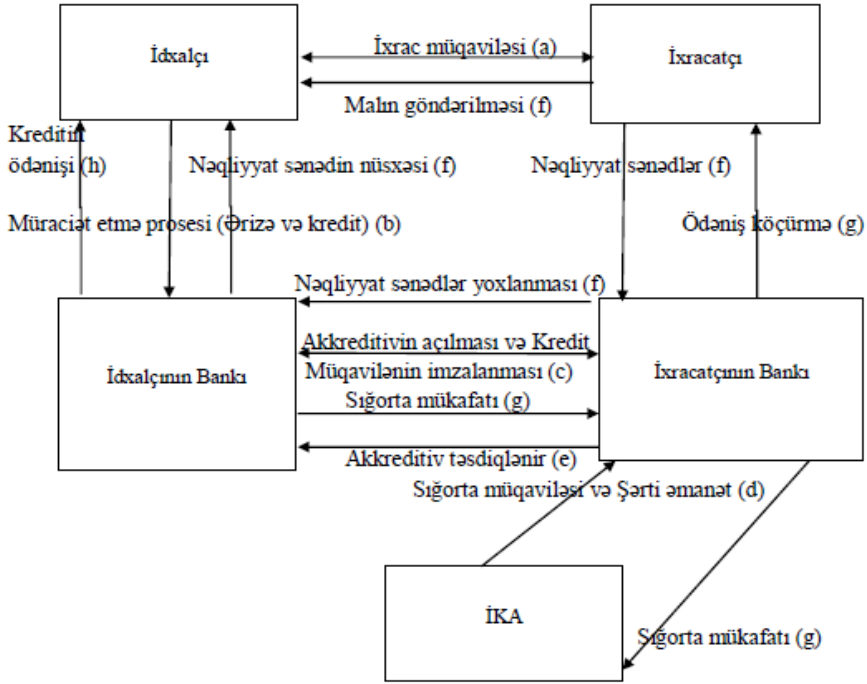 İdxalçı
İxrac müqaviləsi (a)
İxracatçı
Malın göndərilməsi (f)
Kreditin
ödənişi (h)
Nəqliyyat sənədin nüsxəsi (f)
Nəqliyyat sənədlər (f)
Müraciət etmə prosesi (Ərizə və kredit) (b)
Ödəniş köçürmə (g)
Nəqliyyat sənədlər yoxlanması (f)
Akkreditivin açılması və Kredit
Müqavilənin imzalanması (c)
İdxalçının Bankı
İxracatçının Bankı
Sığorta mükafatı (g)
Akkreditiv təsdiqlənir (e)
Sığorta müqaviləsi və Şərti əmanət (d)
İKA
Sığorta mükafatı (g)